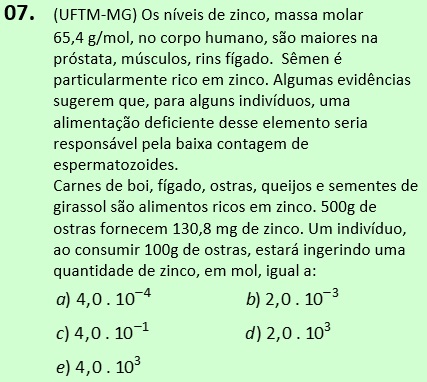 07. (UFTM-MG) Os níveis de zinco, massa molar
65,4 g/mol, no corpo humano, são maiores na
próstata, músculos, rins fígado. Sêmen é
particularmente rico em zinco. Algumas evidências
sugerem que, para alguns indivíduos, uma
alimentação deficiente desse elemento seria
responsável pela baixa contagem de
espermatozoides.
Carnes de boi, fígado, ostras, queijos e sementes de
girassol são alimentos ricos em zinco. 500g de
ostras fornecem 130,8 mg de zinco. Um indivíduo,
ao consumir 100g de ostras, estará ingerindo uma
quantidade de zinco, em mol, igual a:
a) 4,0 . 10⁻⁴ b) 2,0 . 10⁻³
c) 4,0 . 10⁻¹ d) 2,0 . 10³
e) 4,0 . 10³